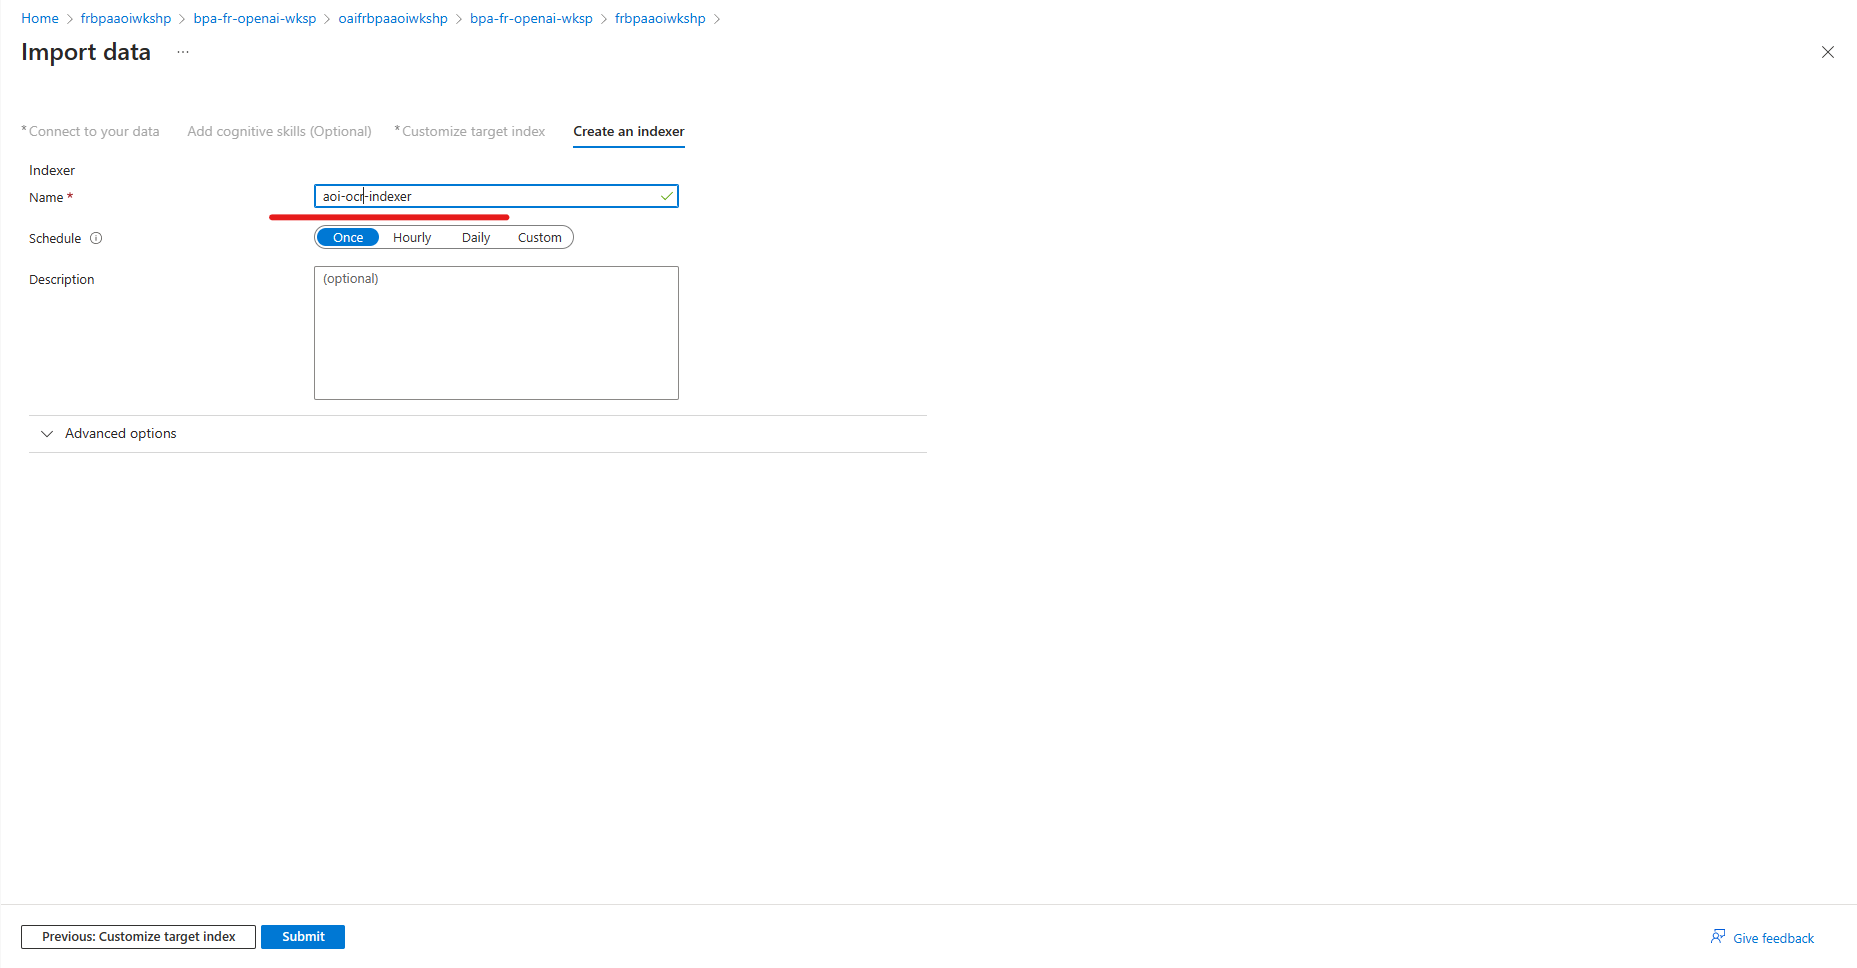 Home > frbpaaoiwkshp > bpa-fr-openai-wksp > oaifrbpaaoiwkshp > bpa-fr-openai-wksp > frbpaaoiwkshp >
Import data ...
* Connect to your data Add cognitive skills (Optional) * Customize target index Create an indexer
Indexer
Name * aoi-ocr-indexer
Schedule Once Hourly Daily Custom
Description (optional)
Advanced options
Previous: Customize target index Submit Give feedback